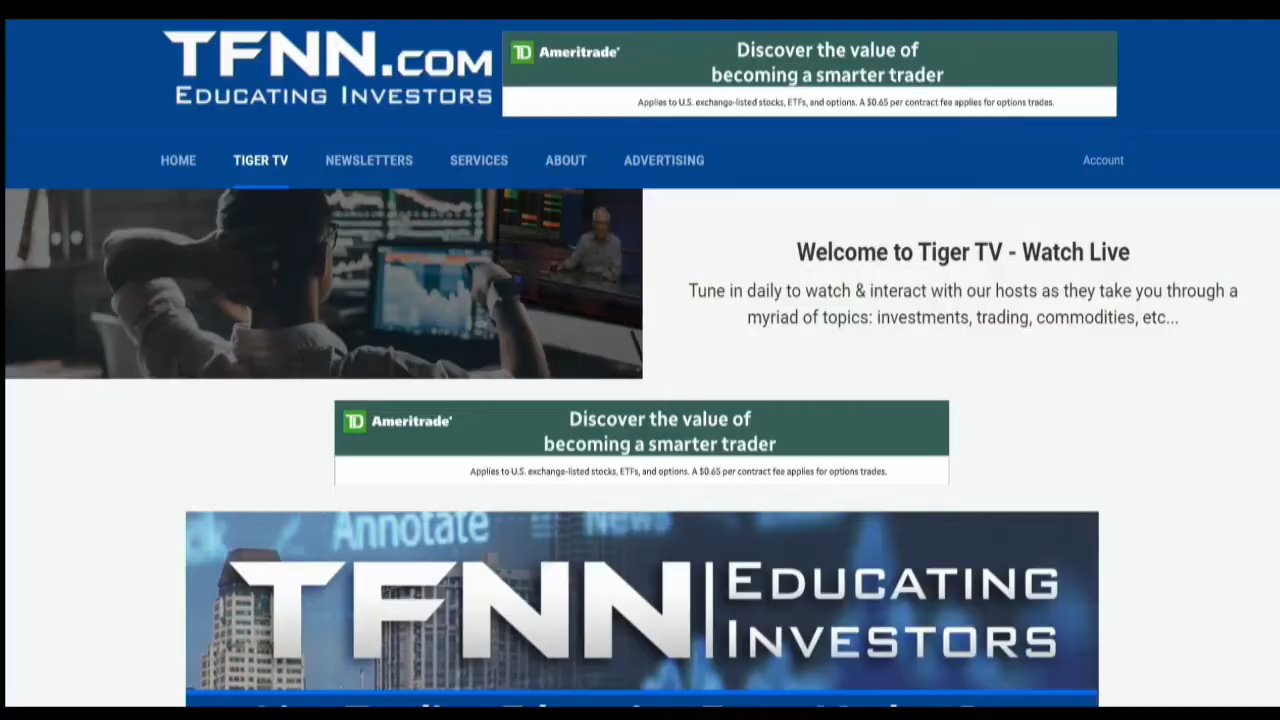 TFNN.COM
EDUCATING INVESTORS
TD Ameritrade
Discover the value of
becoming a smarter trader
Applies to U.S. exchange-listed stocks, ETFs, and options. A $0.65 per contract fee applies for options trades.
HOME TIGER TV NEWSLETTERS SERVICES ABOUT ADVERTISING Account
Welcome to Tiger TV - Watch Live
Tune in daily to watch & interact with our hosts as they take you through a
myriad of topics: investments, trading, commodities, etc...
TD Ameritrade
Discover the value of
becoming a smarter trader
Applies to U.S. exchange-listed stocks, ETFs, and options. A $0.65 per contract fee applies for options trades.
Annotate News
TFNN EDUCATING
INVESTORS